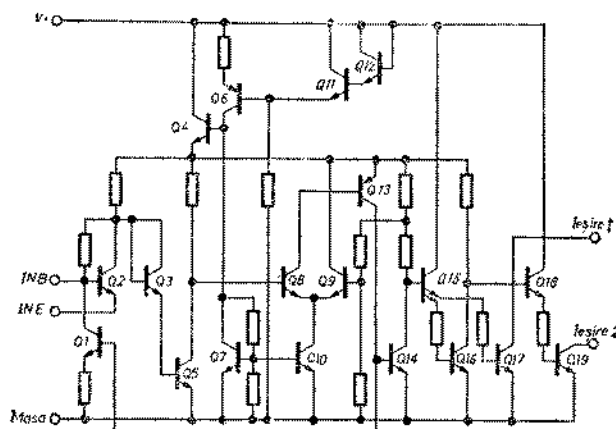 V+
Q11
Q12
Q6
Q4
Q13
Iesire 1
INB
Q2
Q3
Q8
Q9
Q15
Q18
INE
Iesire 2
Q1
Q5
Q7
Q10
Q14
Q16
Q17
Q19
Masa